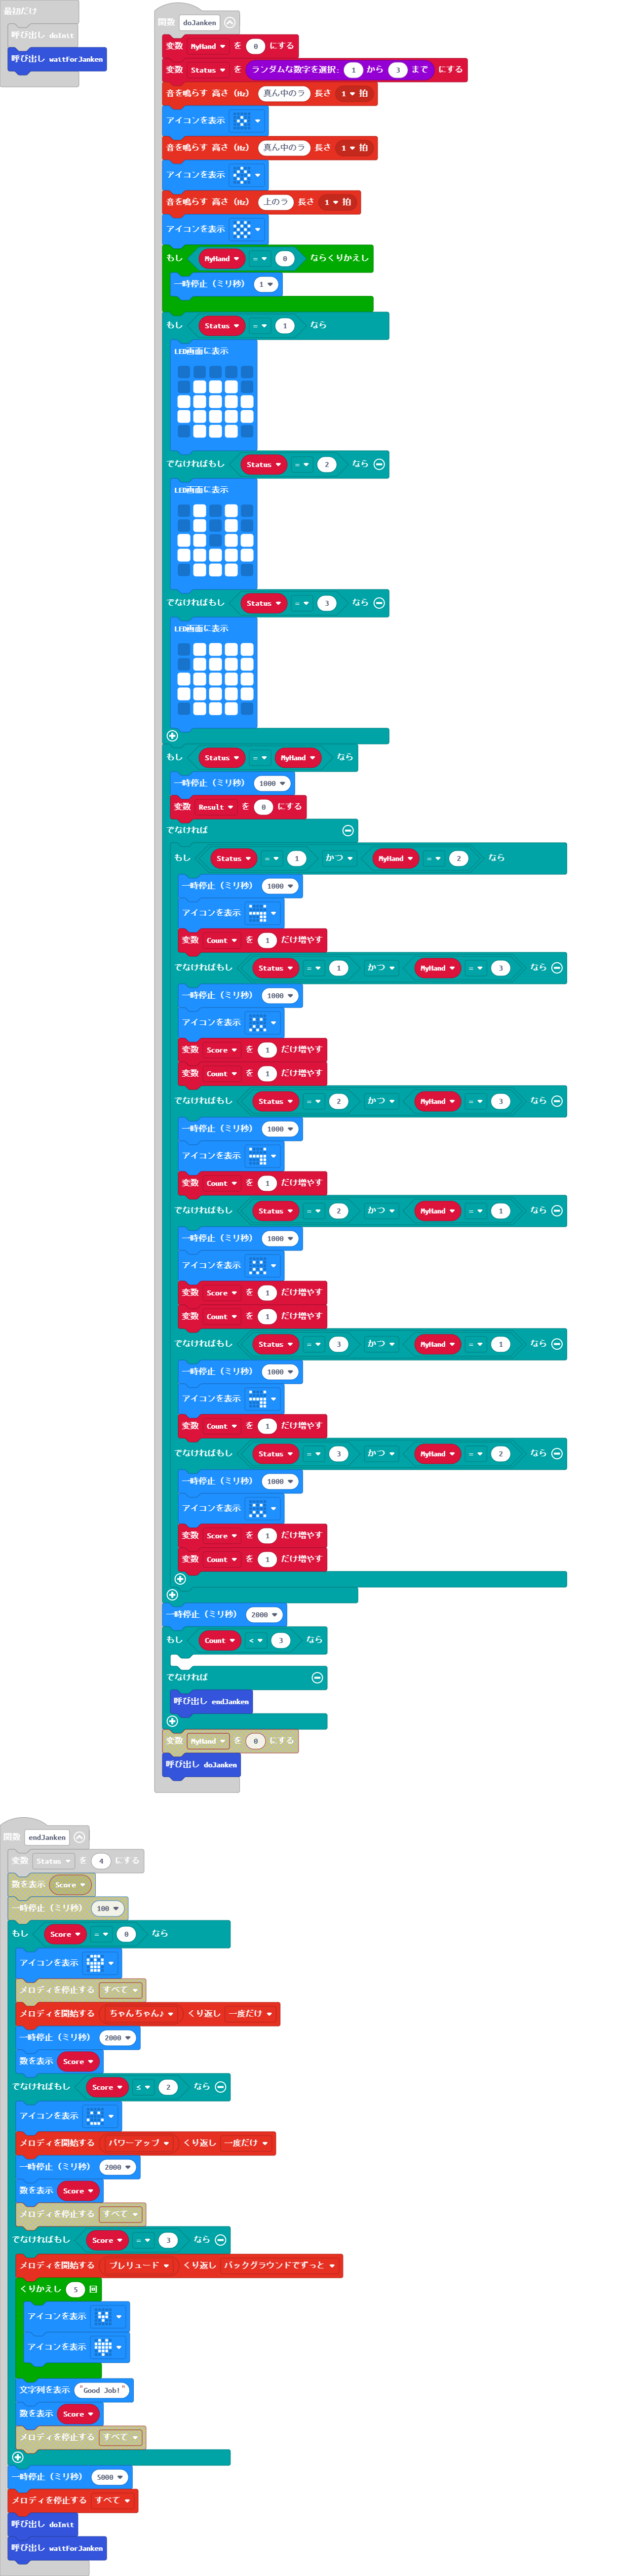 最初だけ
呼び出し doInit
呼び出し waitForJanken
関数 doJanken
変数 MyHand を 0 にする
変数 Status を ランダムな数字を選択: 1 から 3 まで にする
音を鳴らす 高さ (Hz) 真ん中のラ 長さ 1 拍
アイコンを表示
音を鳴らす 高さ (Hz) 真ん中のラ 長さ 1 拍
アイコンを表示
音を鳴らす 高さ (Hz) 上のラ 長さ 1 拍
アイコンを表示
もし MyHand = 0 ならくりかえし
一時停止 (ミリ秒) 1
もし Status = 1 なら
LED画面に表示
でなければもし Status = 2 なら
LED画面に表示
でなければもし Status = 3 なら
LED画面に表示
もし Status = MyHand なら
一時停止 (ミリ秒) 1000
変数 Result を 0 にする
でなければ
もし Status = 1 かつ MyHand = 2 なら
一時停止 (ミリ秒) 1000
アイコンを表示
変数 Count を 1 だけ増やす
でなければもし Status = 1 かつ MyHand = 3 なら
一時停止 (ミリ秒) 1000
アイコンを表示
変数 Score を 1 だけ増やす
変数 Count を 1 だけ増やす
でなければもし Status = 2 かつ MyHand = 3 なら
一時停止 (ミリ秒) 1000
アイコンを表示
変数 Count を 1 だけ増やす
でなければもし Status = 2 かつ MyHand = 1 なら
一時停止 (ミリ秒) 1000
アイコンを表示
変数 Score を 1 だけ増やす
変数 Count を 1 だけ増やす
でなければもし Status = 3 かつ MyHand = 1 なら
一時停止 (ミリ秒) 1000
アイコンを表示
変数 Count を 1 だけ増やす
でなければもし Status = 3 かつ MyHand = 2 なら
一時停止 (ミリ秒) 1000
アイコンを表示
変数 Score を 1 だけ増やす
変数 Count を 1 だけ増やす
一時停止 (ミリ秒) 2000
もし Count < 3 なら
でなければ
呼び出し endJanken
変数 MyHand を 0 にする
呼び出し doJanken
関数 endJanken
変数 Status を 4 にする
数を表示 Score
一時停止 (ミリ秒) 100
もし Score = 0 なら
アイコンを表示
メロディを停止する すべて
メロディを開始する ちゃんちゃん♪ くり返し 一度だけ
一時停止 (ミリ秒) 2000
数を表示 Score
でなければもし Score ≤ 2 なら
アイコンを表示
メロディを開始する パワーアップ くり返し 一度だけ
一時停止 (ミリ秒) 2000
数を表示 Score
メロディを停止する すべて
でなければもし Score = 3 なら
メロディを開始する プレリュード くり返し バックグラウンドでずっと
くりかえし 5 回
アイコンを表示
アイコンを表示
文字列を表示 "Good Job!"
数を表示 Score
メロディを停止する すべて
一時停止 (ミリ秒) 5000
メロディを停止する すべて
呼び出し doInit
呼び出し waitForJanken